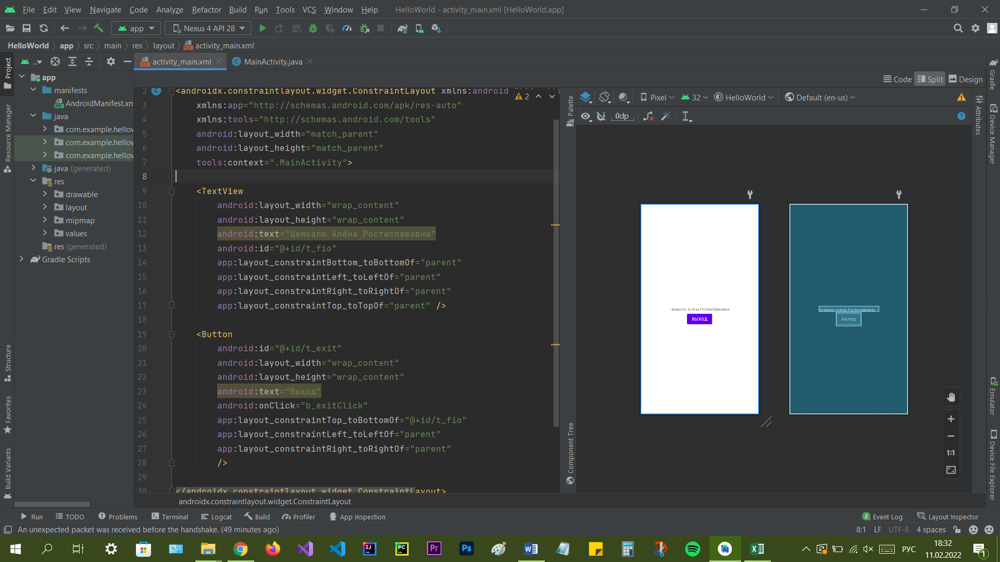 File Edit View Navigate Code Analyze Refactor Build Run Tools VCS Window Help HelloWorld - activity_main.xml [HelloWorld.app]
app Nexus 4 API 28
HelloWorld app src main res layout activity_main.xml
Project
... activity_main.xml MainActivity.java
Code Split Design
app
manifests
AndroidManifest.xm
java
com.example.hellow
com.example.hellow
com.example.hellow
java (generated)
res
drawable
layout
mipmap
values
res (generated)
Gradle Scripts
Resource Manager
Structure
Favorites
Build Variants
2 <androidx.constraintlayout.widget.ConstraintLayout xmlns:android
2
3 xmlns:app="http://schemas.android.com/apk/res-auto"
4 xmlns:tools="http://schemas.android.com/tools"
5 android:layout_width="match_parent"
6 android:layout_height="match_parent"
7 tools:context=".MainActivity">
8
9 <TextView
10 android:layout_width="wrap_content"
11 android:layout_height="wrap_content"
12 android:text="Цемкало Алёна Ростиславовна"
13 android:id="@+id/t_fio"
14 app:layout_constraintBottom_toBottomOf="parent"
15 app:layout_constraintLeft_toLeftOf="parent"
16 app:layout_constraintRight_toRightOf="parent"
17 app:layout_constraintTop_toTopOf="parent" />
18
19 <Button
20 android:id="@+id/t_exit"
21 android:layout_width="wrap_content"
22 android:layout_height="wrap_content"
23 android:text="Выход"
24 android:onClick="b_exitClick"
25 app:layout_constraintTop_toBottomOf="@+id/t_fio"
26 app:layout_constraintLeft_toLeftOf="parent"
27 app:layout_constraintRight_toRightOf="parent"
28 />
29
30 </androidx.constraintlayout.widget.ConstraintLayout>
androidx.constraintlayout.widget.ConstraintLayout
Palette
Component Tree
Pixel 32 HelloWorld Default (en-us)
0dp
Цемкало Алёна Ростиславовна
ВЫХОД
Цемкало Алёна Ростиславовна
ВЫХОД
1:1
Attributes
Gradle
Device Manager
Emulator
Device File Explorer
Run TODO Problems Terminal Logcat Build Profiler App Inspection 2 Event Log Layout Inspector
An unexpected packet was received before the handshake. (49 minutes ago) 8:1 LF UTF-8 4 spaces
IJ PC Pr Ps W X РУС 18:32
11.02.2022 1